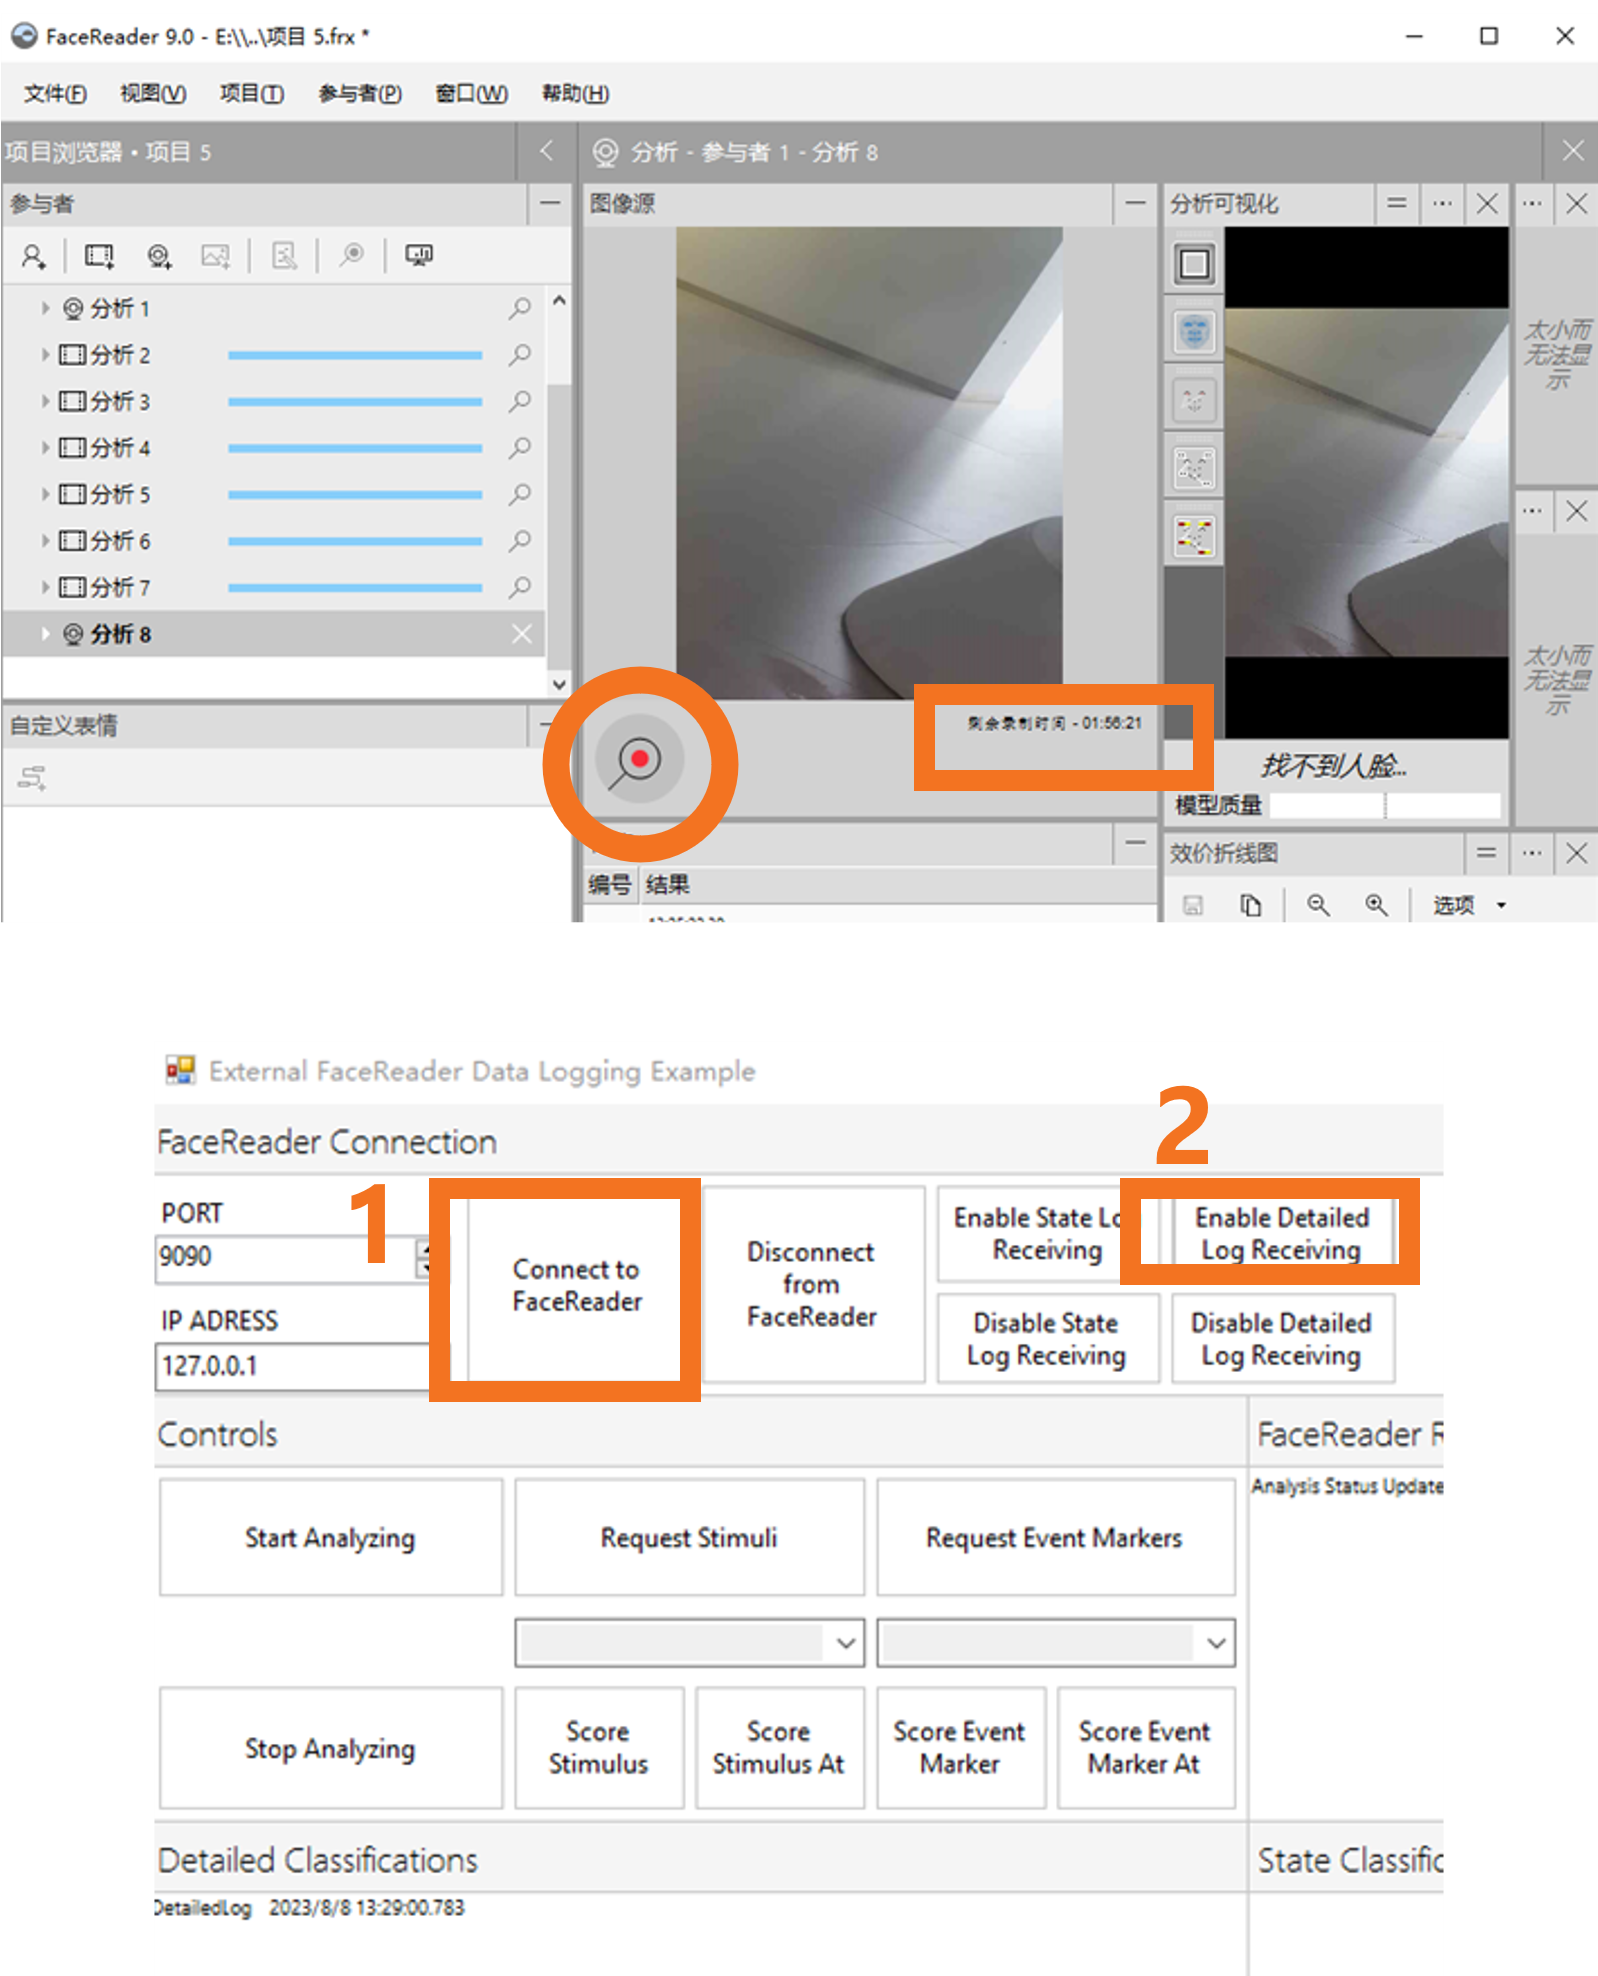 FaceReader 9.0 - E:\\..\项目 5.frx *
文件(F) 视图(V) 项目(T) 参与者(P) 窗口(W) 帮助(H)
项目浏览器 • 项目 5
分析 - 参与者 1 - 分析 8
参与者
图像源
分析可视化
分析 1
分析 2
分析 3
分析 4
分析 5
分析 6
分析 7
分析 8
太小而
无法显
示
太小而
无法显
示
自定义表情
剩余录制时间 - 01:56:21
找不到人脸...
模型质量
效价折线图
编号 结果
选项
External FaceReader Data Logging Example
FaceReader Connection
1
2
PORT
9090
IP ADRESS
127.0.0.1
Connect to
FaceReader
Disconnect
from
FaceReader
Enable State Lo
Receiving
Enable Detailed
Log Receiving
Disable State
Log Receiving
Disable Detailed
Log Receiving
Controls
FaceReader R
Analysis Status Update
Start Analyzing
Request Stimuli
Request Event Markers
Stop Analyzing
Score
Stimulus
Score
Stimulus At
Score Event
Marker
Score Event
Marker At
Detailed Classifications
State Classific
DetailedLog 2023/8/8 13:29:00.783